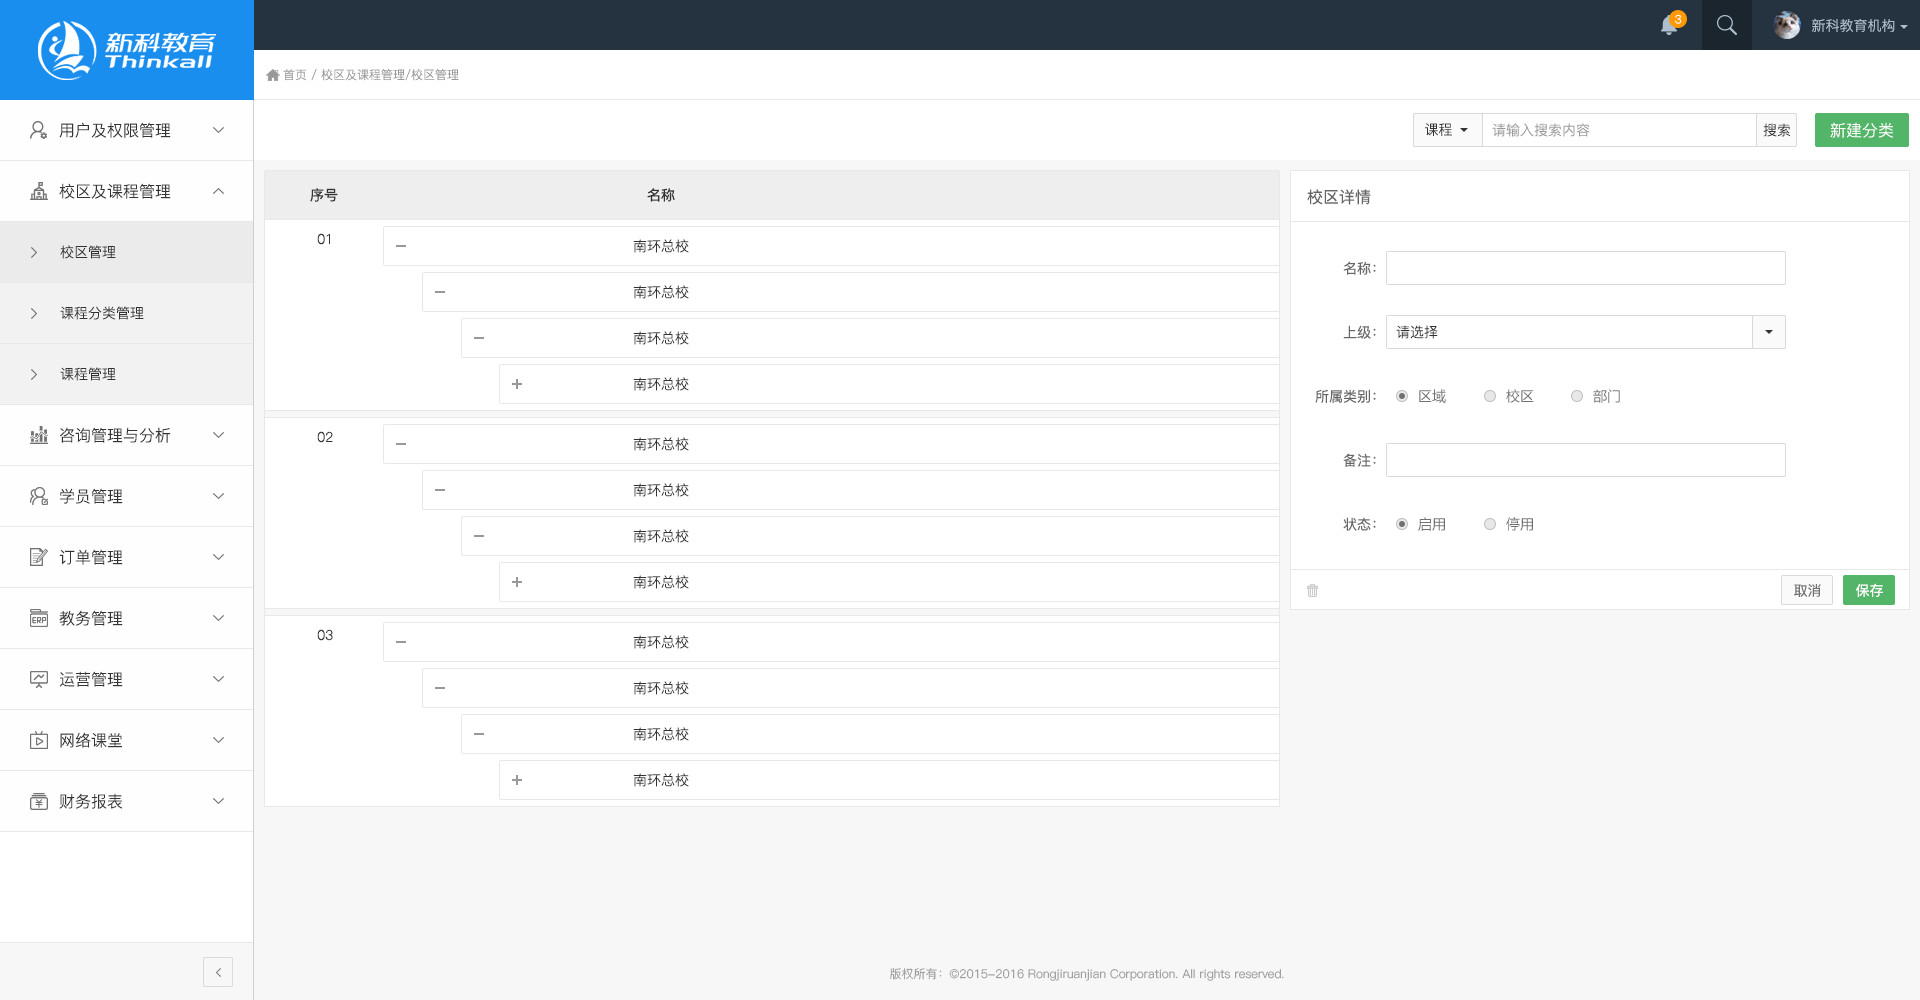 新科教育
Thinkall
3
新科教育机构
首页 / 校区及课程管理/校区管理
课程
请输入搜索内容
搜索
新建分类
用户及权限管理
校区及课程管理
校区管理
课程分类管理
课程管理
咨询管理与分析
学员管理
订单管理
ERP
教务管理
运营管理
网络课堂
¥
财务报表
序号 名称
01 南环总校
南环总校
南环总校
南环总校
02 南环总校
南环总校
南环总校
南环总校
03 南环总校
南环总校
南环总校
南环总校
校区详情
名称：
上级： 请选择
所属类别： 区域 校区 部门
备注：
状态： 启用 停用
取消 保存
版权所有：©2015-2016 Rongjiruanjian Corporation. All rights reserved.